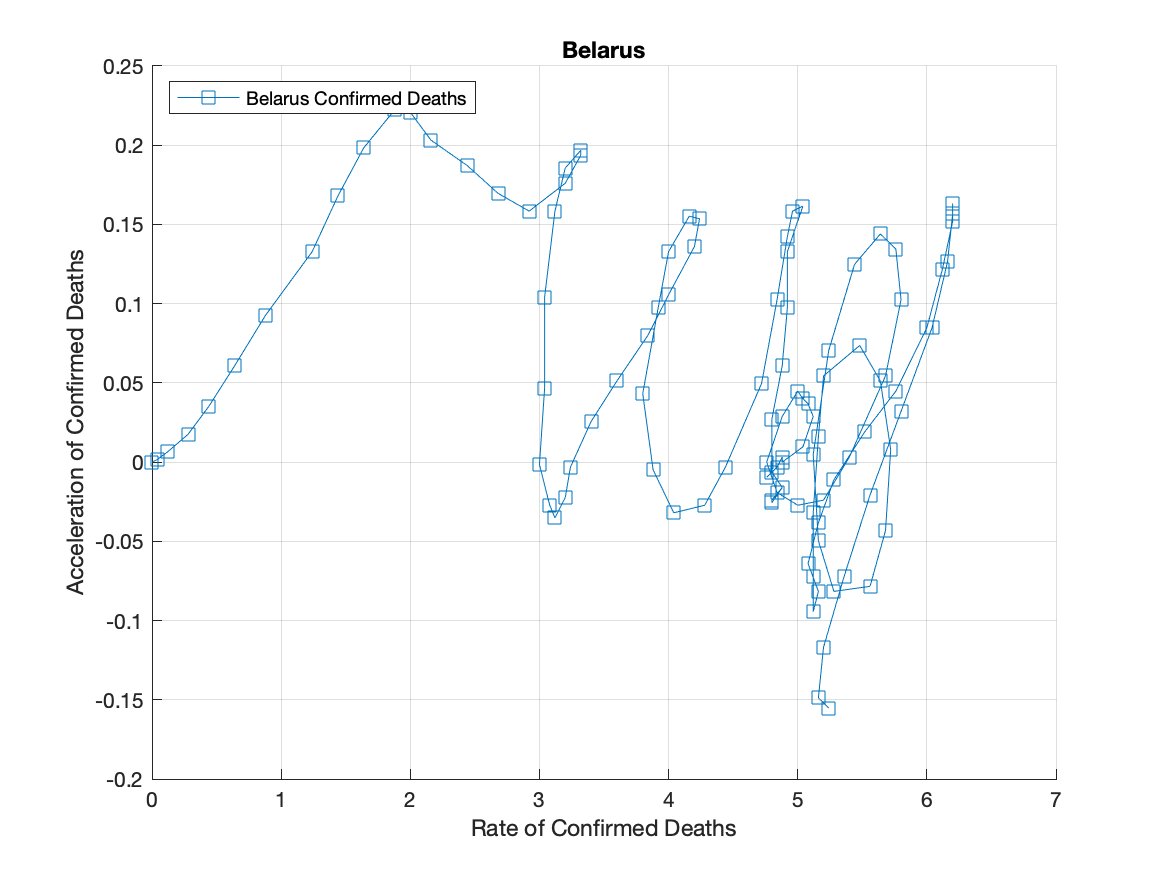 Belarus
0.25
Belarus Confirmed Deaths
0.2
0.15
0.1
0.05
0
-0.05
-0.1
-0.15
-0.2
Acceleration of Confirmed Deaths
0 1 2 3 4 5 6 7
Rate of Confirmed Deaths